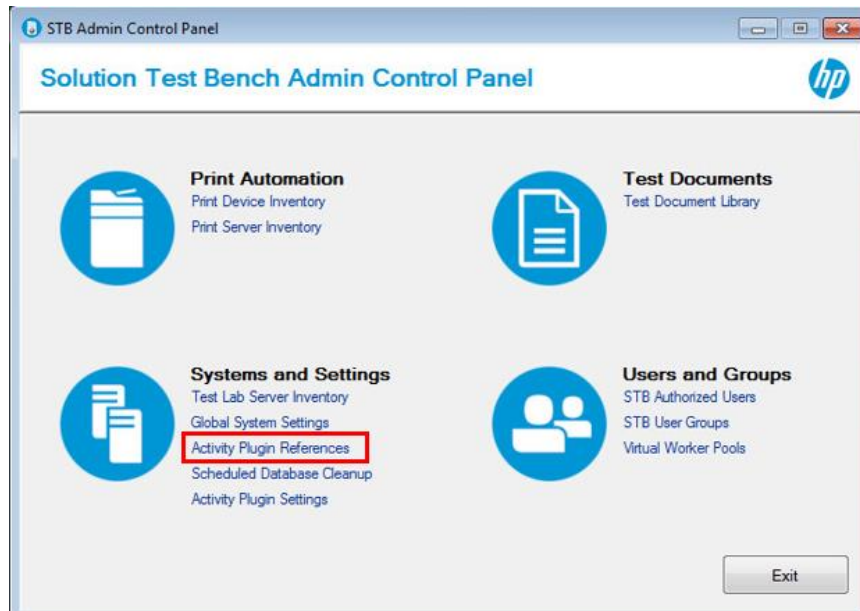 STB Admin Control Panel
Solution Test Bench Admin Control Panel
hp
Print Automation
Print Device Inventory
Print Server Inventory
Test Documents
Test Document Library
Systems and Settings
Test Lab Server Inventory
Global System Settings
Activity Plugin References
Scheduled Database Cleanup
Activity Plugin Settings
Users and Groups
STB Authorized Users
STB User Groups
Virtual Worker Pools
Exit